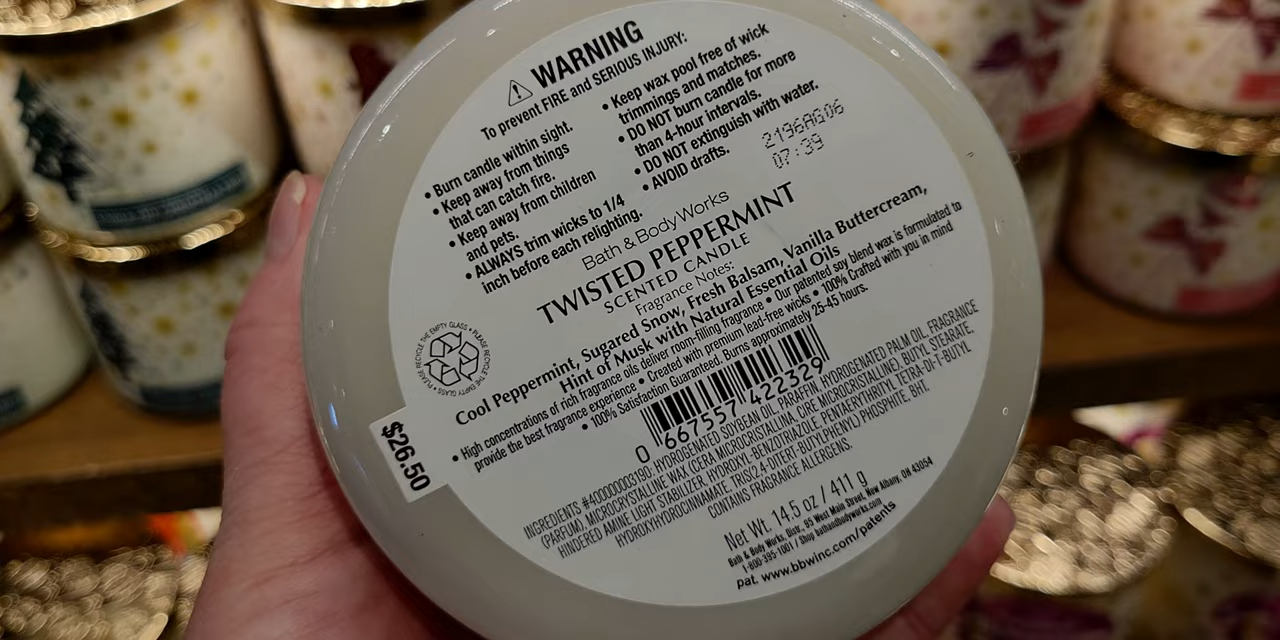 WARNING
To prevent FIRE and SERIOUS INJURY:
• Burn candle within sight.
• Keep away from things
that can catch fire.
• Keep away from children
and pets.
• ALWAYS trim wicks to 1/4
inch before each relighting.
• Keep wax pool free of wick
trimmings and matches.
• DO NOT burn candle for more
than 4-hour intervals.
• DO NOT extinguish with water.
• AVOID drafts.
2196AG06
07:39
Bath & Body Works
TWISTED PEPPERMINT
SCENTED CANDLE
Fragrance Notes:
Cool Peppermint, Sugared Snow, Fresh Balsam, Vanilla Buttercream,
Hint of Musk with Natural Essential Oils
• High concentrations of rich fragrance oils deliver room-filling fragrance • Our patented soy blend wax is formulated to
provide the best fragrance experience • Created with premium lead-free wicks • 100% Crafted with you in mind
• 100% Satisfaction Guaranteed. Burns approximately 25-45 hours.
PLEASE RECYCLE THE EMPTY GLASS • PLEASE RECYCLE THE EMPTY GLASS •
$26.50
0 667557 422329
INGREDIENTS #4000003190: HYDROGENATED SOYBEAN OIL, PARAFFIN, HYDROGENATED PALM OIL, FRAGRANCE
(PARFUM), MICROCRYSTALLINE WAX (CERA MICROCRISTALLINA, CIRE MICROCRISTALLINE), BUTYL STEARATE,
HINDERED AMINE LIGHT STABILIZER, HYDROXYL-BENZOTRIAZOLE, PENTAERYTHRITYL TETRA-DI-T-BUTYL
HYDROXYHYDROCINNAMATE, TRIS(2,4-DITERT-BUTYLPHENYL) PHOSPHITE, BHT.
CONTAINS FRAGRANCE ALLERGENS.
Net Wt. 14.5 oz / 411 g
Bath & Body Works, Distr., 95 West Main Street, New Albany, OH 43054
1-800-395-1001 / Shop bathandbodyworks.com
pat. www.bbwinc.com/patents